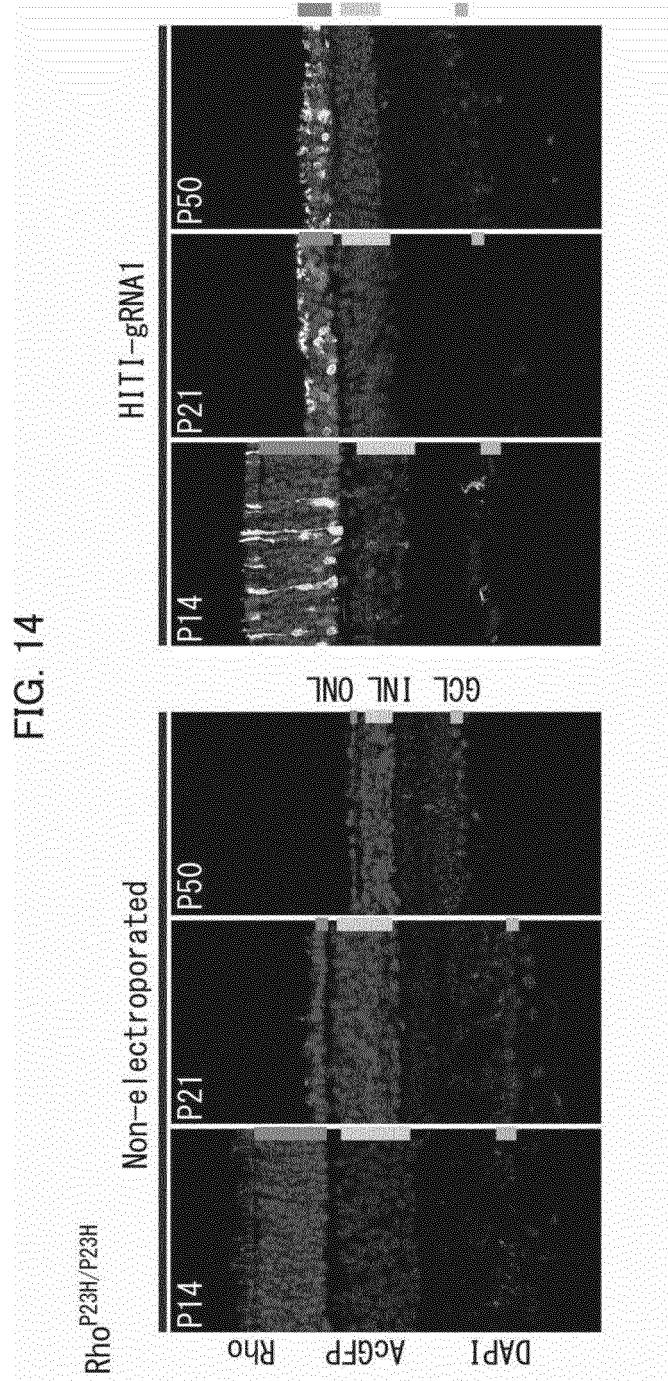 FIG. 14
Rho^P23H/P23H
Non-electroporated
HITI-gRNA1
P14
P21
P50
P14
P21
P50
Rho
AcGFP
DAPI
ONL
INL
GCL